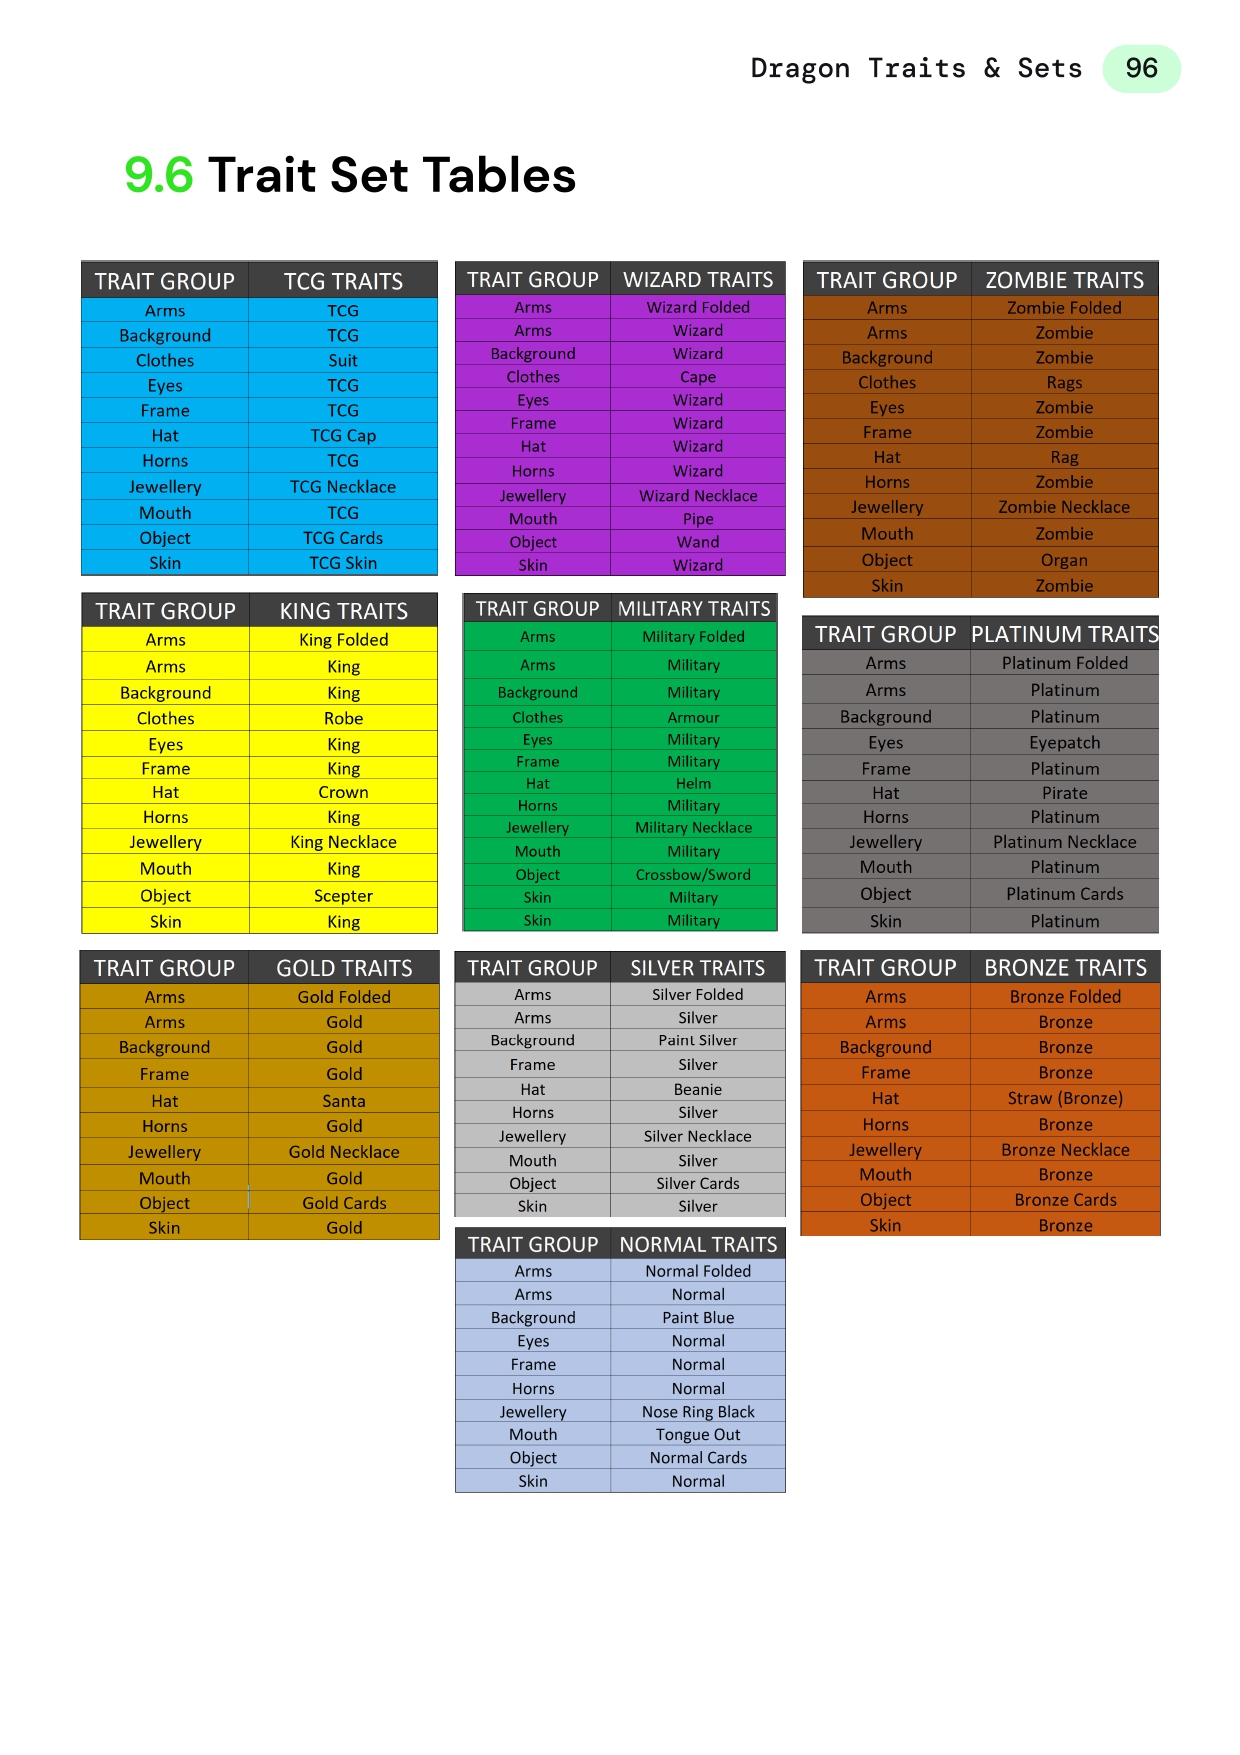 Dragon Traits & Sets 96
9.6 Trait Set Tables
TRAIT GROUP TCG TRAITS
Arms TCG
Background TCG
Clothes Suit
Eyes TCG
Frame TCG
Hat TCG Cap
Horns TCG
Jewellery TCG Necklace
Mouth TCG
Object TCG Cards
Skin TCG Skin
TRAIT GROUP WIZARD TRAITS
Arms Wizard Folded
Arms Wizard
Background Wizard
Clothes Cape
Eyes Wizard
Frame Wizard
Hat Wizard
Horns Wizard
Jewellery Wizard Necklace
Mouth Pipe
Object Wand
Skin Wizard
TRAIT GROUP ZOMBIE TRAITS
Arms Zombie Folded
Arms Zombie
Background Zombie
Clothes Rags
Eyes Zombie
Frame Zombie
Hat Rag
Horns Zombie
Jewellery Zombie Necklace
Mouth Zombie
Object Organ
Skin Zombie
TRAIT GROUP KING TRAITS
Arms King Folded
Arms King
Background King
Clothes Robe
Eyes King
Frame King
Hat Crown
Horns King
Jewellery King Necklace
Mouth King
Object Scepter
Skin King
TRAIT GROUP MILITARY TRAITS
Arms Military Folded
Arms Military
Background Military
Clothes Armour
Eyes Military
Frame Military
Hat Helm
Horns Military
Jewellery Military Necklace
Mouth Military
Object Crossbow/Sword
Skin Miltary
Skin Military
TRAIT GROUP PLATINUM TRAITS
Arms Platinum Folded
Arms Platinum
Background Platinum
Eyes Eyepatch
Frame Platinum
Hat Pirate
Horns Platinum
Jewellery Platinum Necklace
Mouth Platinum
Object Platinum Cards
Skin Platinum
TRAIT GROUP GOLD TRAITS
Arms Gold Folded
Arms Gold
Background Gold
Frame Gold
Hat Santa
Horns Gold
Jewellery Gold Necklace
Mouth Gold
Object Gold Cards
Skin Gold
TRAIT GROUP SILVER TRAITS
Arms Silver Folded
Arms Silver
Background Paint Silver
Frame Silver
Hat Beanie
Horns Silver
Jewellery Silver Necklace
Mouth Silver
Object Silver Cards
Skin Silver
TRAIT GROUP BRONZE TRAITS
Arms Bronze Folded
Arms Bronze
Background Bronze
Frame Bronze
Hat Straw (Bronze)
Horns Bronze
Jewellery Bronze Necklace
Mouth Bronze
Object Bronze Cards
Skin Bronze
TRAIT GROUP NORMAL TRAITS
Arms Normal Folded
Arms Normal
Background Paint Blue
Eyes Normal
Frame Normal
Horns Normal
Jewellery Nose Ring Black
Mouth Tongue Out
Object Normal Cards
Skin Normal